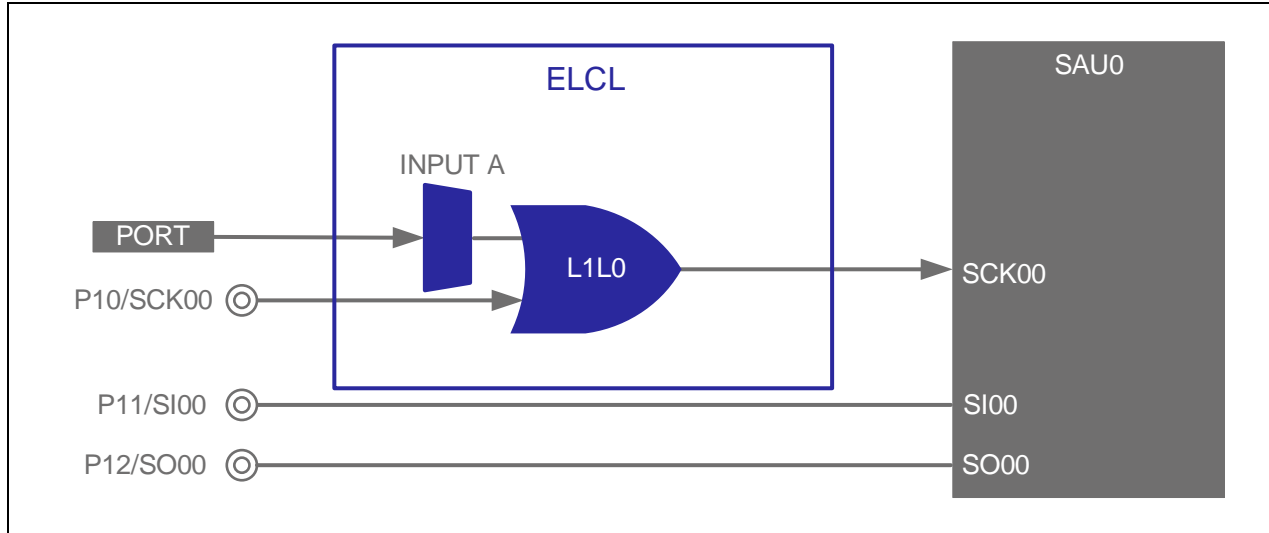 ELCL
SAU0
INPUT A
PORT
L1L0
SCK00
P10/SCK00
P11/SI00
SI00
P12/SO00
SO00